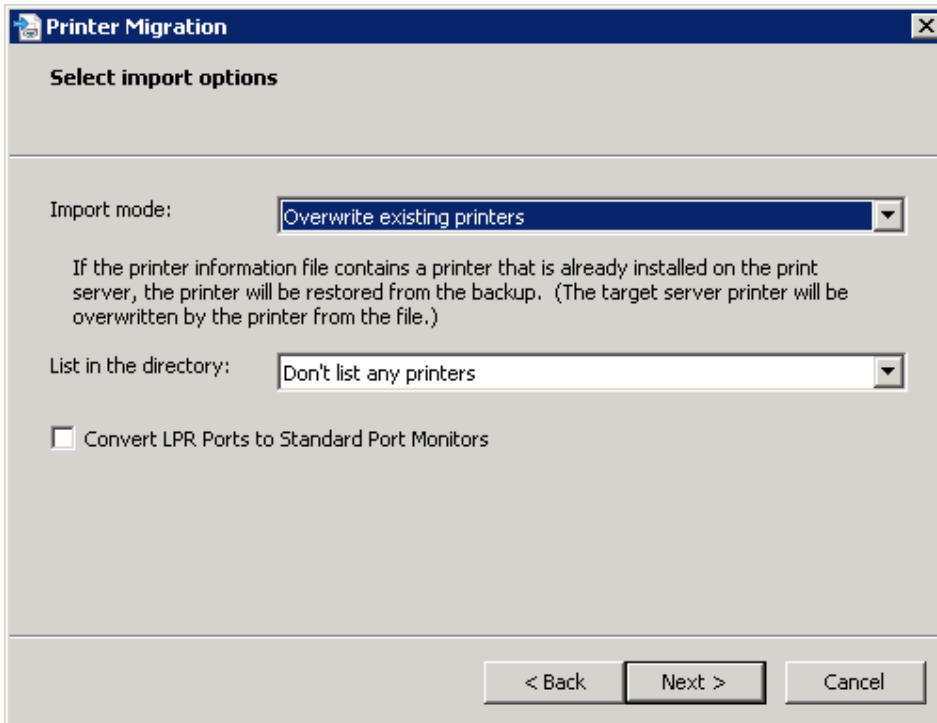 Printer Migration
Select import options
Import mode:
Overwrite existing printers
If the printer information file contains a printer that is already installed on the print
server, the printer will be restored from the backup.  (The target server printer will be
overwritten by the printer from the file.)
List in the directory:
Don't list any printers
Convert LPR Ports to Standard Port Monitors
< Back
Next >
Cancel